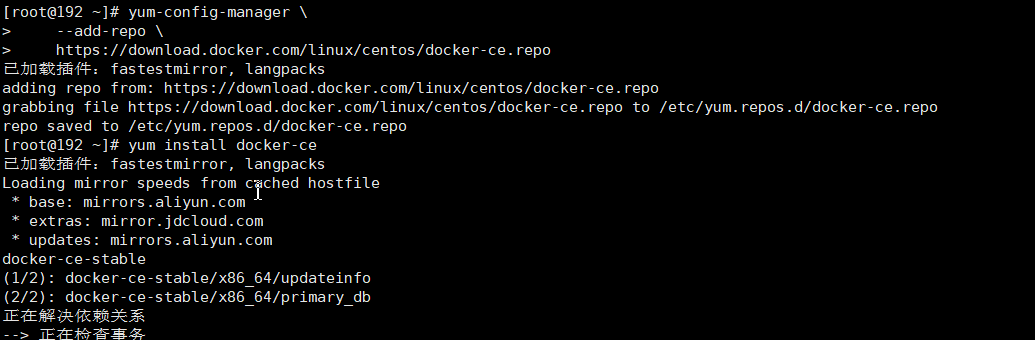 [root@192 ~]# yum-config-manager \
>     --add-repo \
>     https://download.docker.com/linux/centos/docker-ce.repo
已加载插件：fastestmirror, langpacks
adding repo from: https://download.docker.com/linux/centos/docker-ce.repo
grabbing file https://download.docker.com/linux/centos/docker-ce.repo to /etc/yum.repos.d/docker-ce.repo
repo saved to /etc/yum.repos.d/docker-ce.repo
[root@192 ~]# yum install docker-ce
已加载插件：fastestmirror, langpacks
Loading mirror speeds from cached hostfile
 * base: mirrors.aliyun.com
 * extras: mirror.jdcloud.com
 * updates: mirrors.aliyun.com
docker-ce-stable
(1/2): docker-ce-stable/x86_64/updateinfo
(2/2): docker-ce-stable/x86_64/primary_db
正在解决依赖关系
--> 正在检查事务